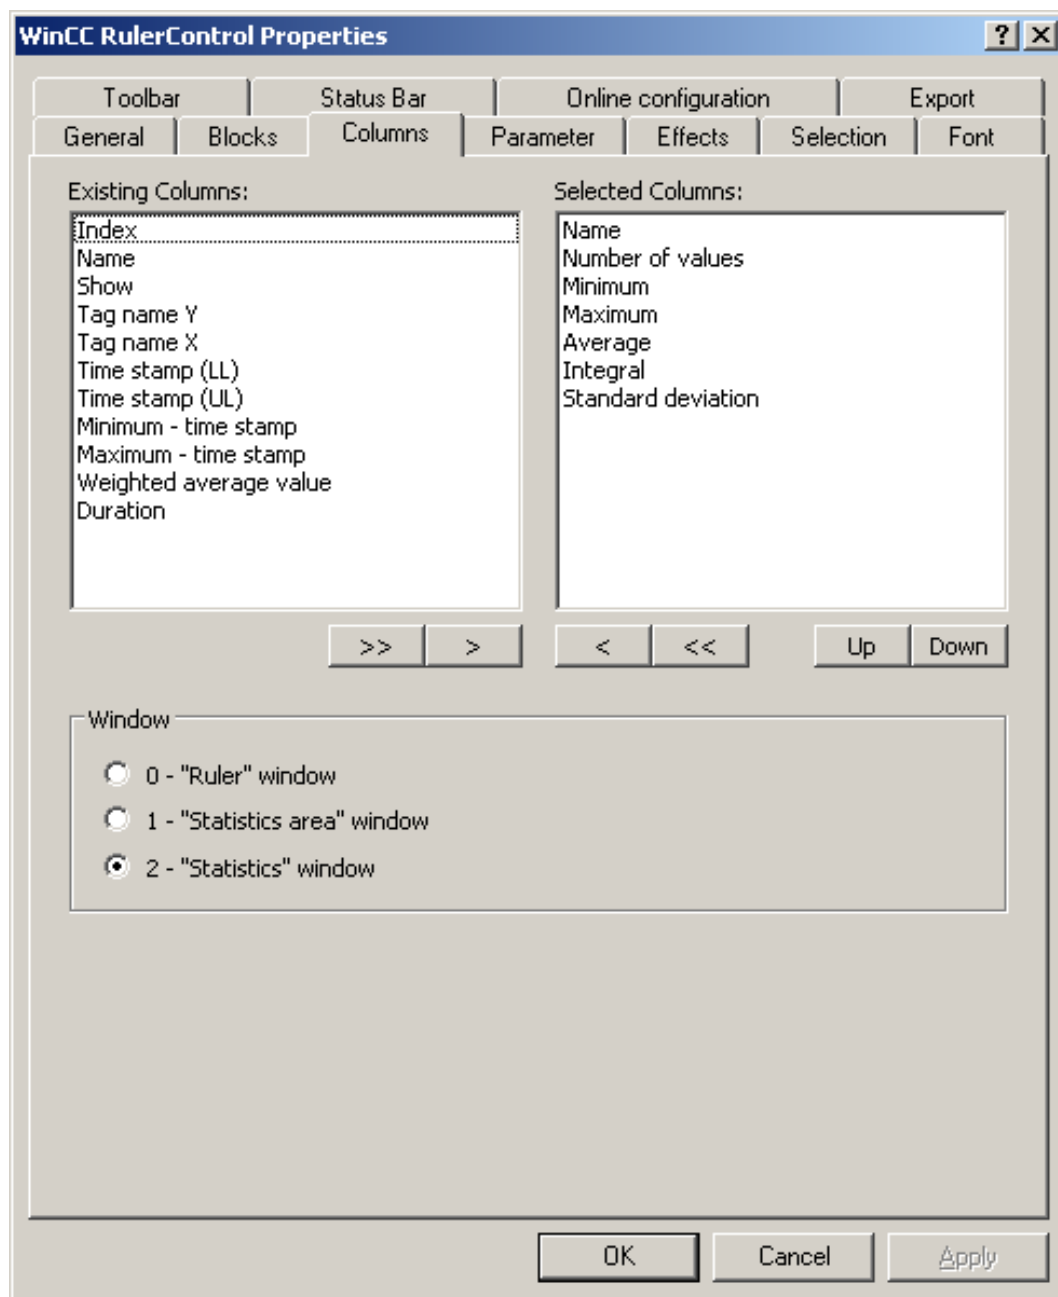 WinCC RulerControl Properties
Toolbar Status Bar Online configuration Export
General Blocks Columns Parameter Effects Selection Font
Existing Columns:
Index
Name
Show
Tag name Y
Tag name X
Time stamp (LL)
Time stamp (UL)
Minimum - time stamp
Maximum - time stamp
Weighted average value
Duration
Selected Columns:
Name
Number of values
Minimum
Maximum
Average
Integral
Standard deviation
>> > < << Up Down
Window
0 - "Ruler" window
1 - "Statistics area" window
2 - "Statistics" window
OK Cancel Apply